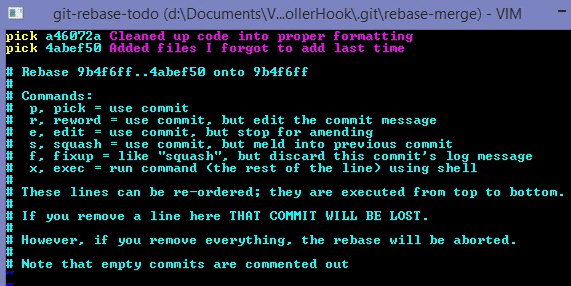 git-rebase-todo (d:\Documents\V...ollerHook\.git\rebase-merge) - VIM
pick a46072a Cleaned up code into proper formatting
pick 4abef50 Added files I forgot to add last time

# Rebase 9b4f6ff..4abef50 onto 9b4f6ff
#
# Commands:
#  p, pick = use commit
#  r, reword = use commit, but edit the commit message
#  e, edit = use commit, but stop for amending
#  s, squash = use commit, but meld into previous commit
#  f, fixup = like "squash", but discard this commit's log message
#  x, exec = run command (the rest of the line) using shell
#
# These lines can be re-ordered; they are executed from top to bottom.
#
# If you remove a line here THAT COMMIT WILL BE LOST.
#
# However, if you remove everything, the rebase will be aborted.
#
# Note that empty commits are commented out